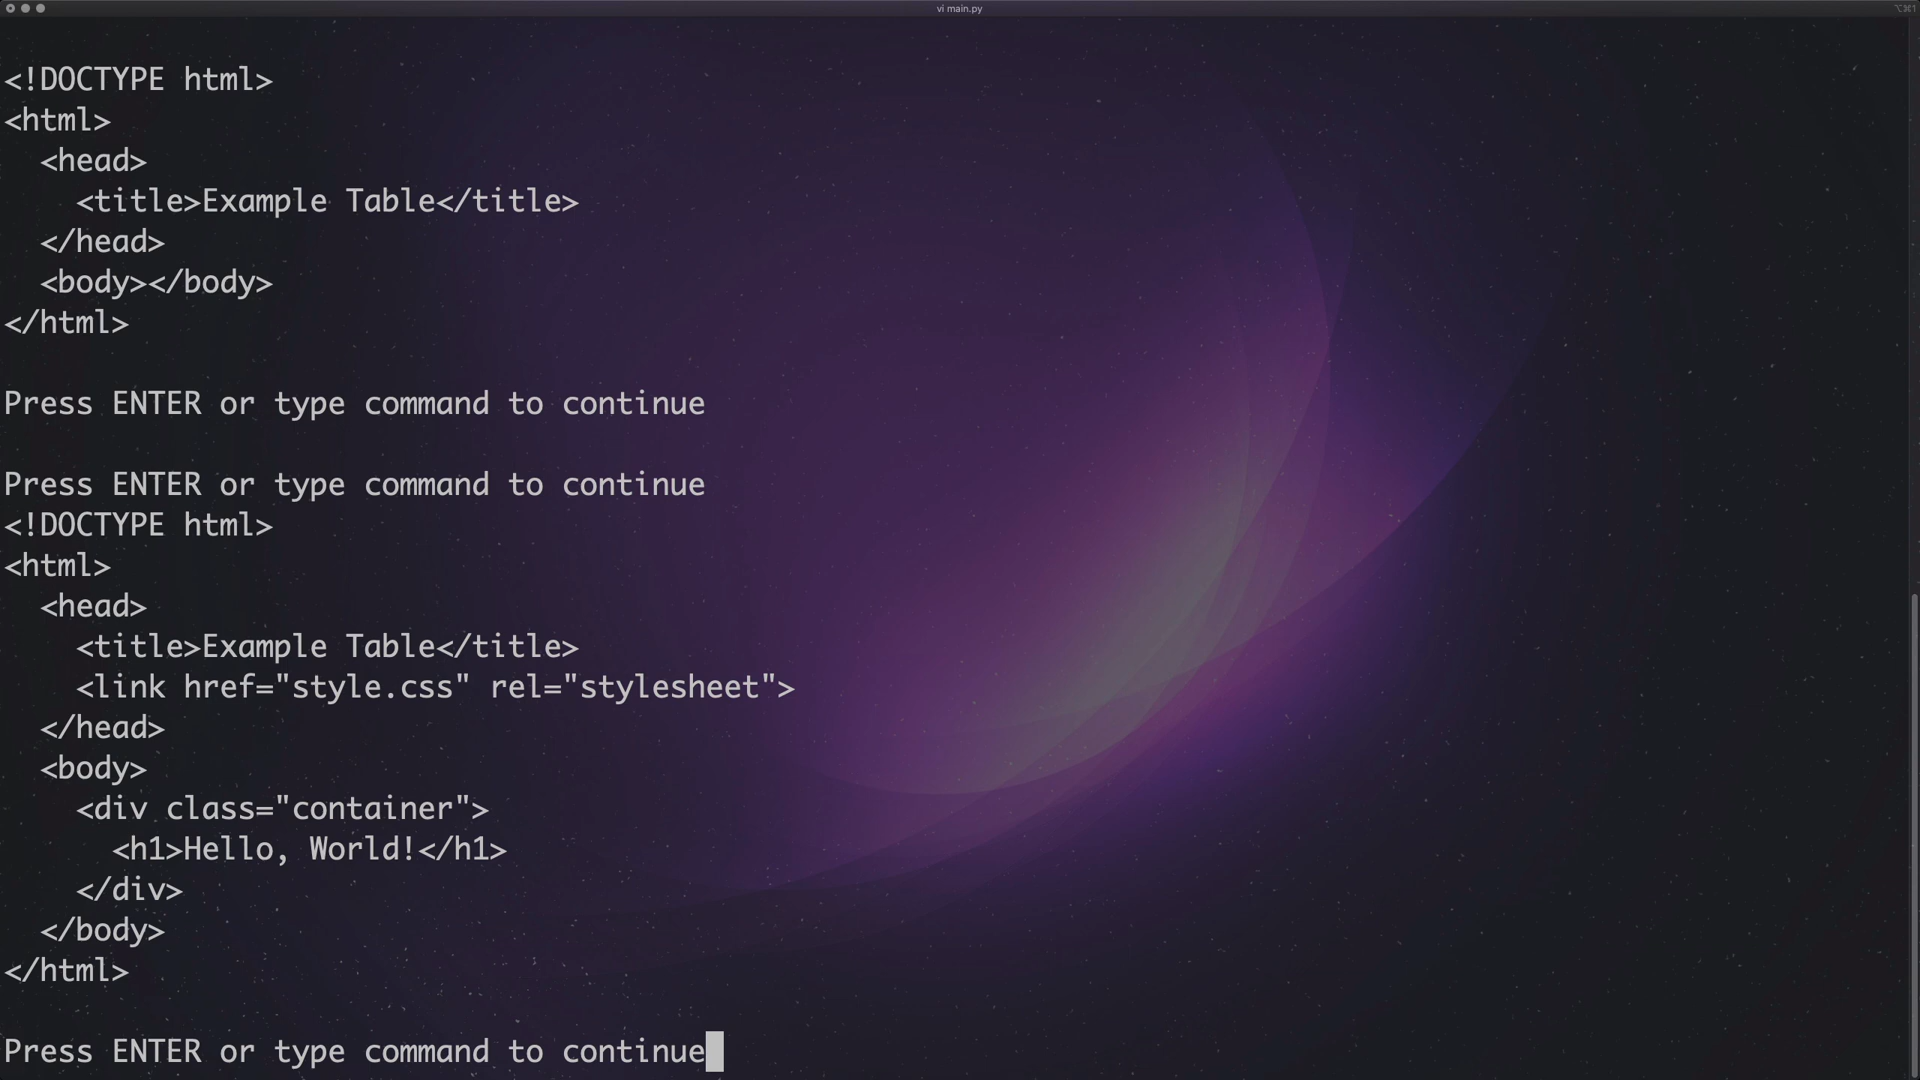 vi main.py
⌥⌘1
<!DOCTYPE html>
<html>
  <head>
    <title>Example Table</title>
  </head>
  <body></body>
</html>

Press ENTER or type command to continue

Press ENTER or type command to continue
<!DOCTYPE html>
<html>
  <head>
    <title>Example Table</title>
    <link href="style.css" rel="stylesheet">
  </head>
  <body>
    <div class="container">
      <h1>Hello, World!</h1>
    </div>
  </body>
</html>

Press ENTER or type command to continue